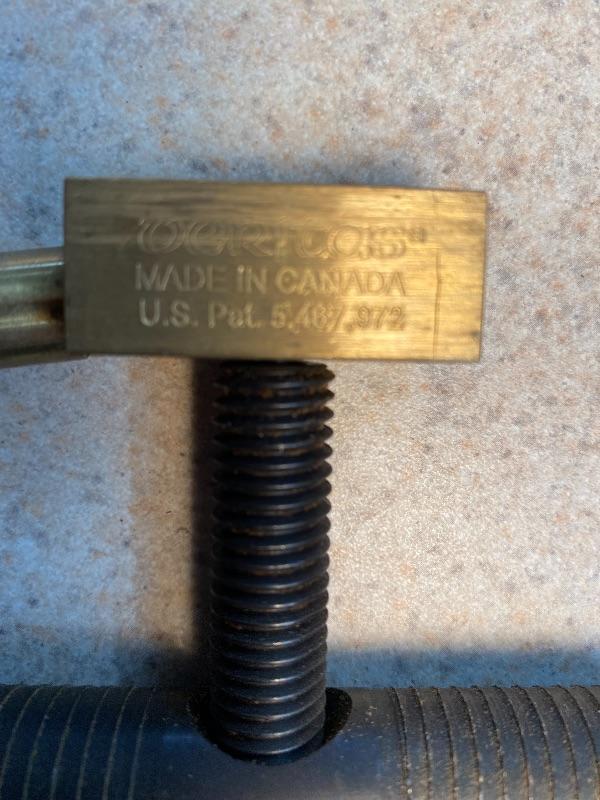 veritas®
MADE IN CANADA
U.S. Pat. 5,467,972